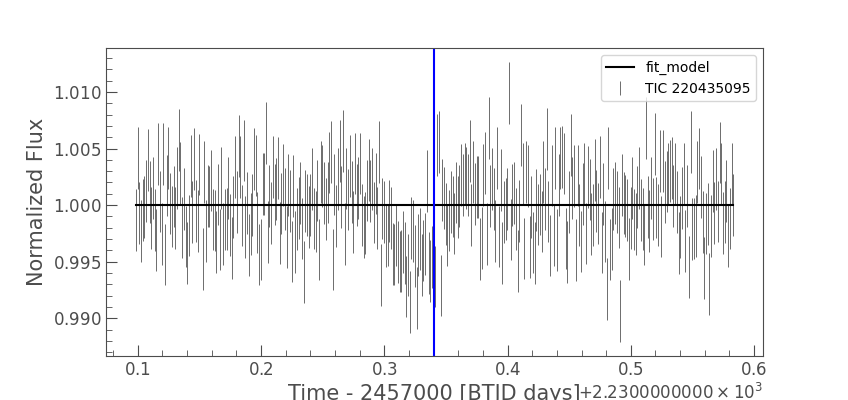 fit_model
TIC 220435095
Normalized Flux
1.010
1.005
1.000
0.995
0.990
0.1 0.2 0.3 0.4 0.5 0.6
Time - 2457000 [BTJD days]
+2.2300000000 × 10³